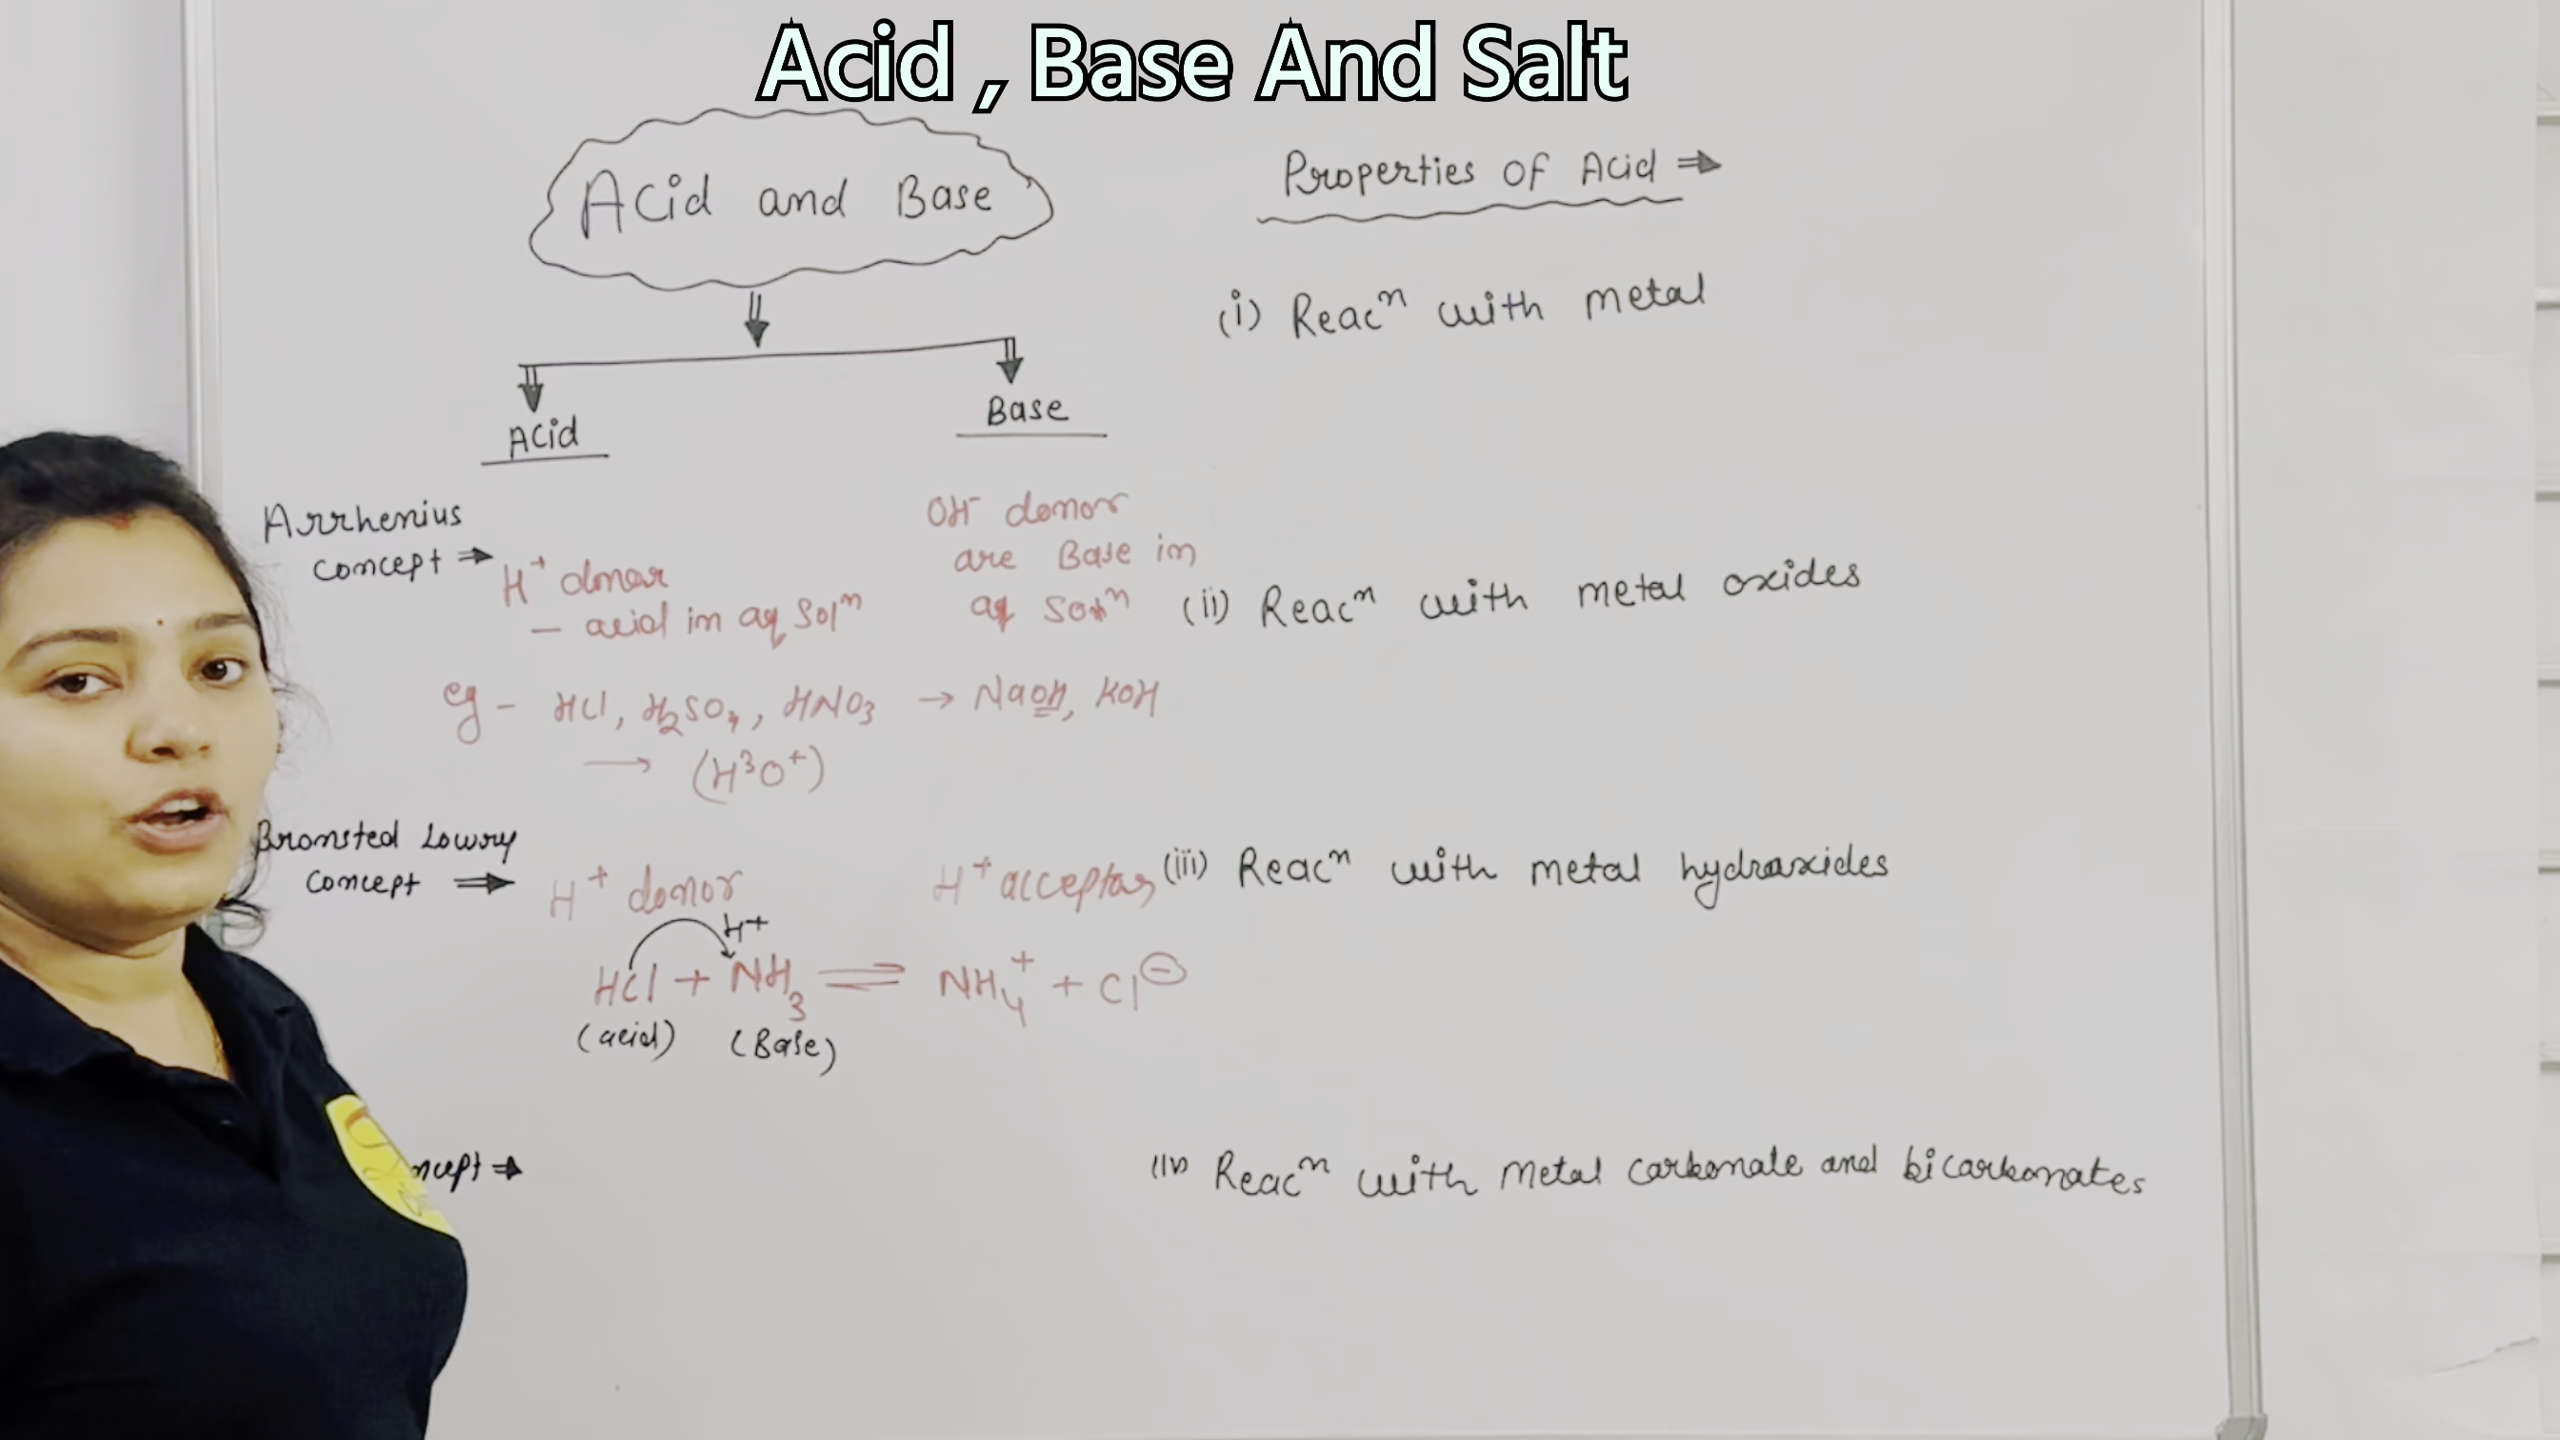 Acid , Base And Salt
Acid and Base
Acid
Base
Arrhenius
concept ⇒
H⁺ donar
— acid in aq Solⁿ
OH⁻ donor
are Base in
aq Solⁿ
eg - HCl, H₂SO₄, HNO₃ → NaOH, KOH
→ (H³O⁺)
Bronsted Lowry
concept ⇒
H⁺ donor
H⁺ acceptor
H⁺
HCl + NH₃ ⇌ NH₄⁺ + Cl⊖
(acid) (Base)
ncept ⇒
Properties of Acid ⇒
(i) Reacⁿ with metal
(ii) Reacⁿ with metal oxides
(iii) Reacⁿ with metal hydroxides
(iv) Reacⁿ with Metal carbonate and bicarbonates